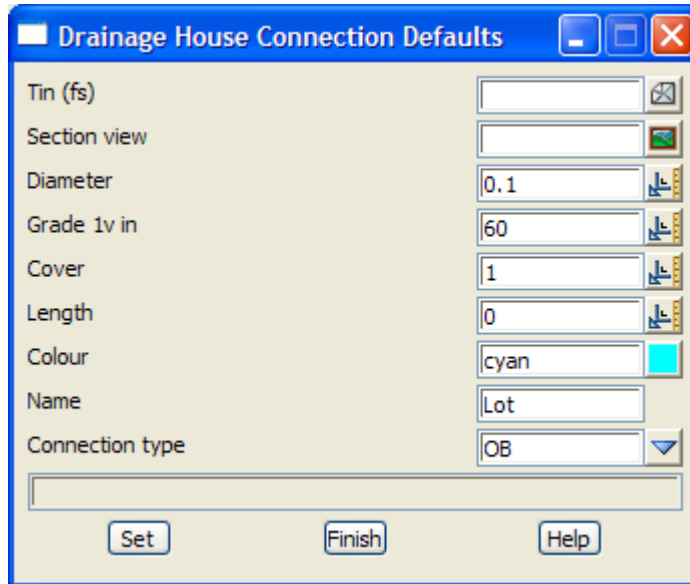 Drainage House Connection Defaults
Tin (fs)
Section view
Diameter 0.1
Grade 1v in 60
Cover 1
Length 0
Colour cyan
Name Lot
Connection type OB
Set Finish Help